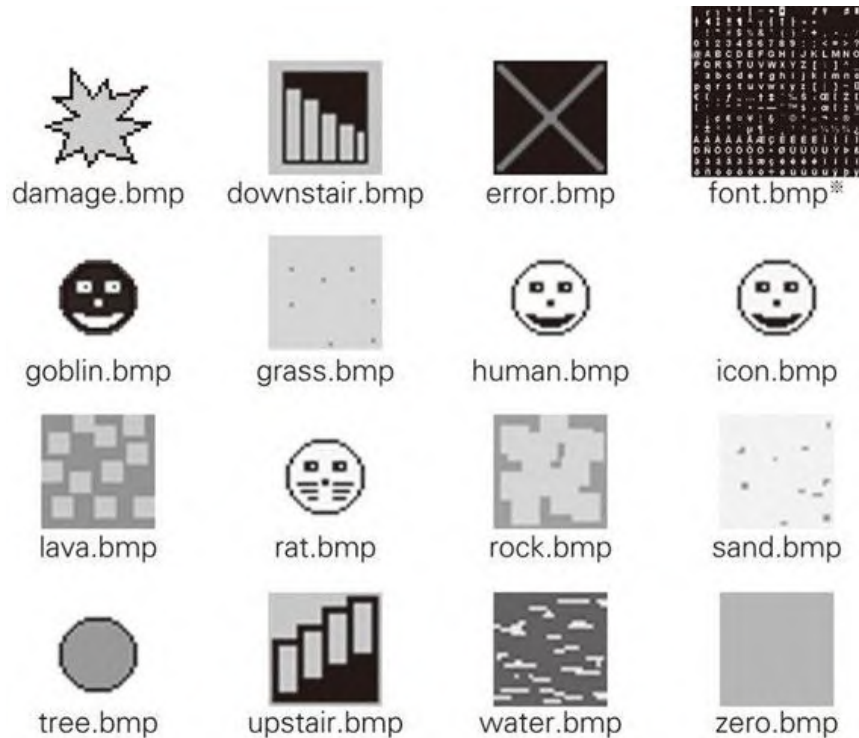 damage.bmp downstair.bmp error.bmp font.bmp※
goblin.bmp grass.bmp human.bmp icon.bmp
lava.bmp rat.bmp rock.bmp sand.bmp
tree.bmp upstair.bmp water.bmp zero.bmp